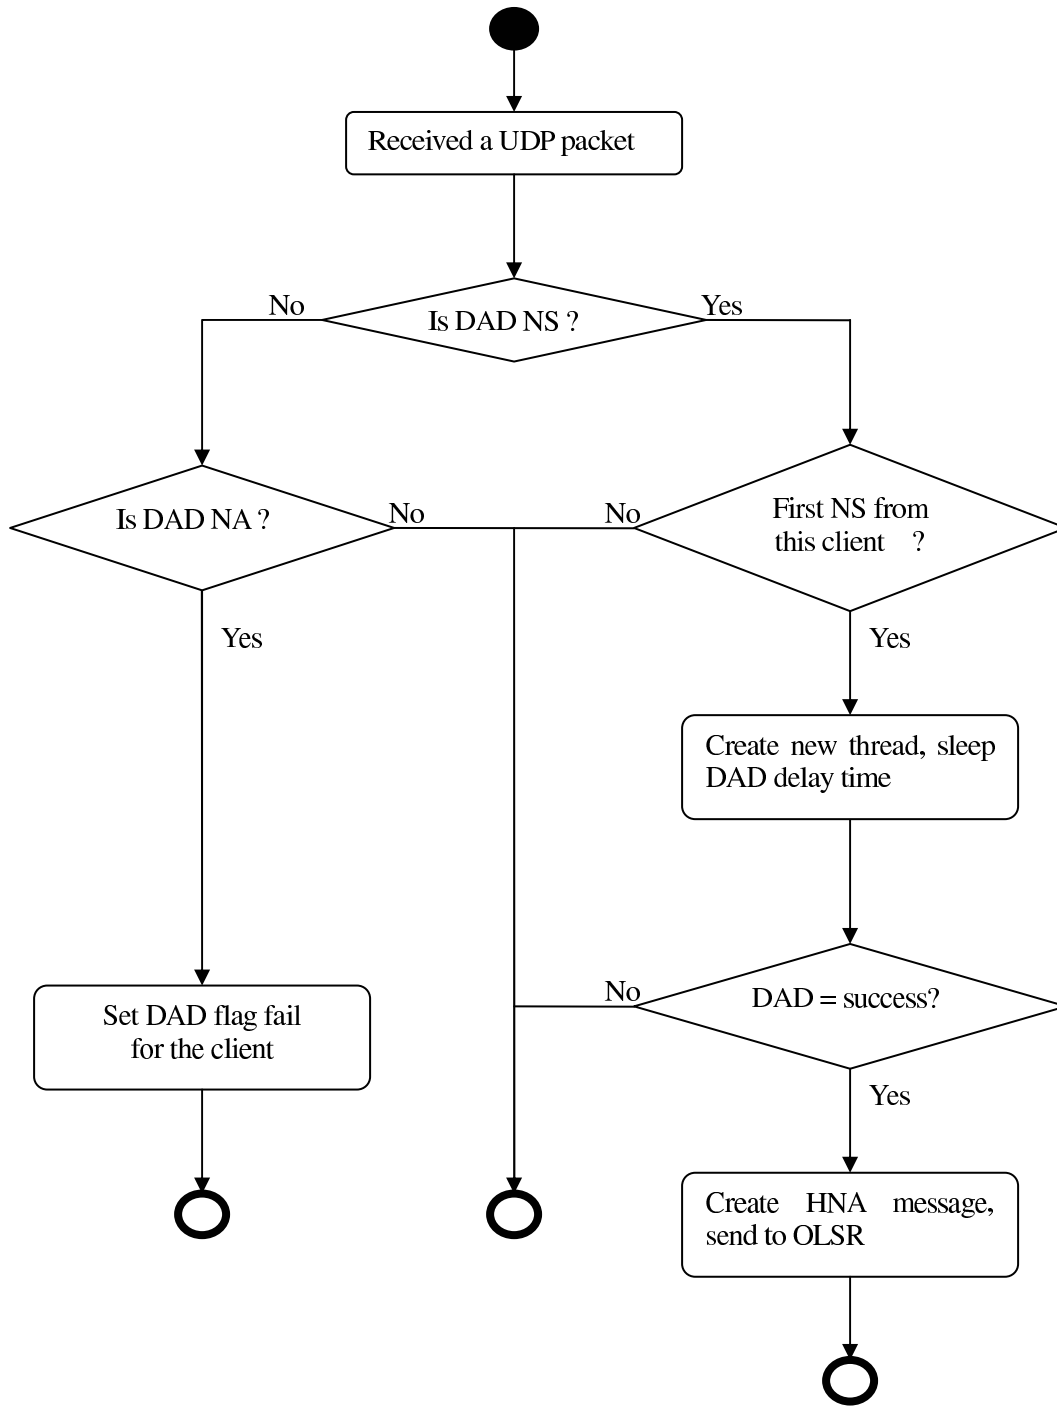 Received a UDP packet
No
Yes
Is DAD NS ?
Is DAD NA ?
No
No
First NS from
this client ?
Yes
Yes
Create new thread, sleep
DAD delay time
No
DAD = success?
Set DAD flag fail
for the client
Yes
Create HNA message,
send to OLSR